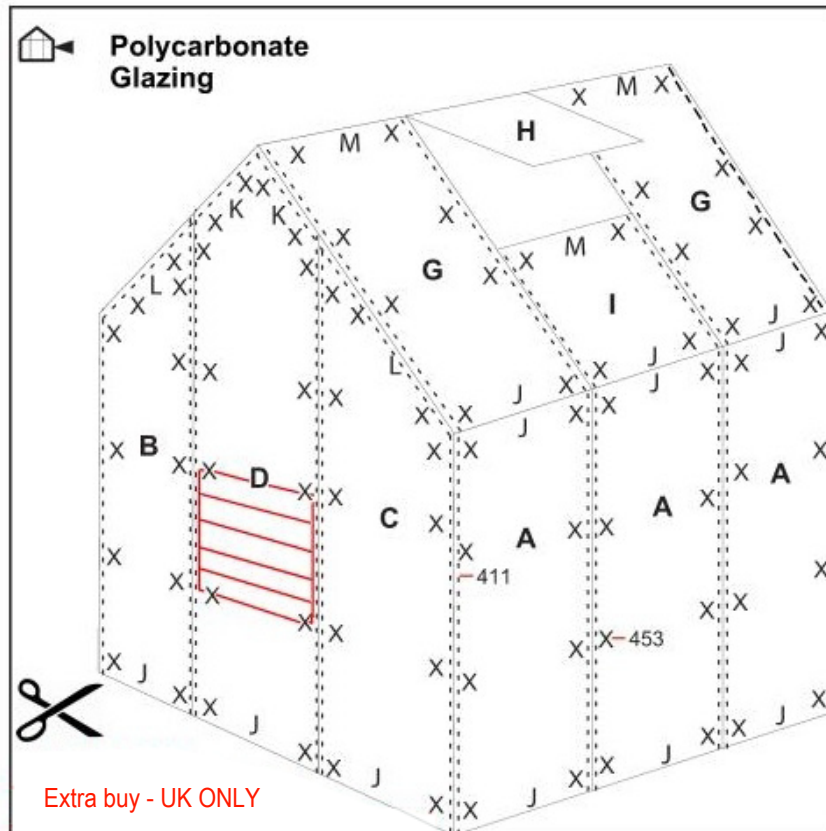 Polycarbonate
Glazing
M
H
M
G
K
K
M
G
L
I
J
J
J
J
L
J
J
B
A
D
A
C
A
411
453
J
J
J
J
J
J
Extra buy - UK ONLY